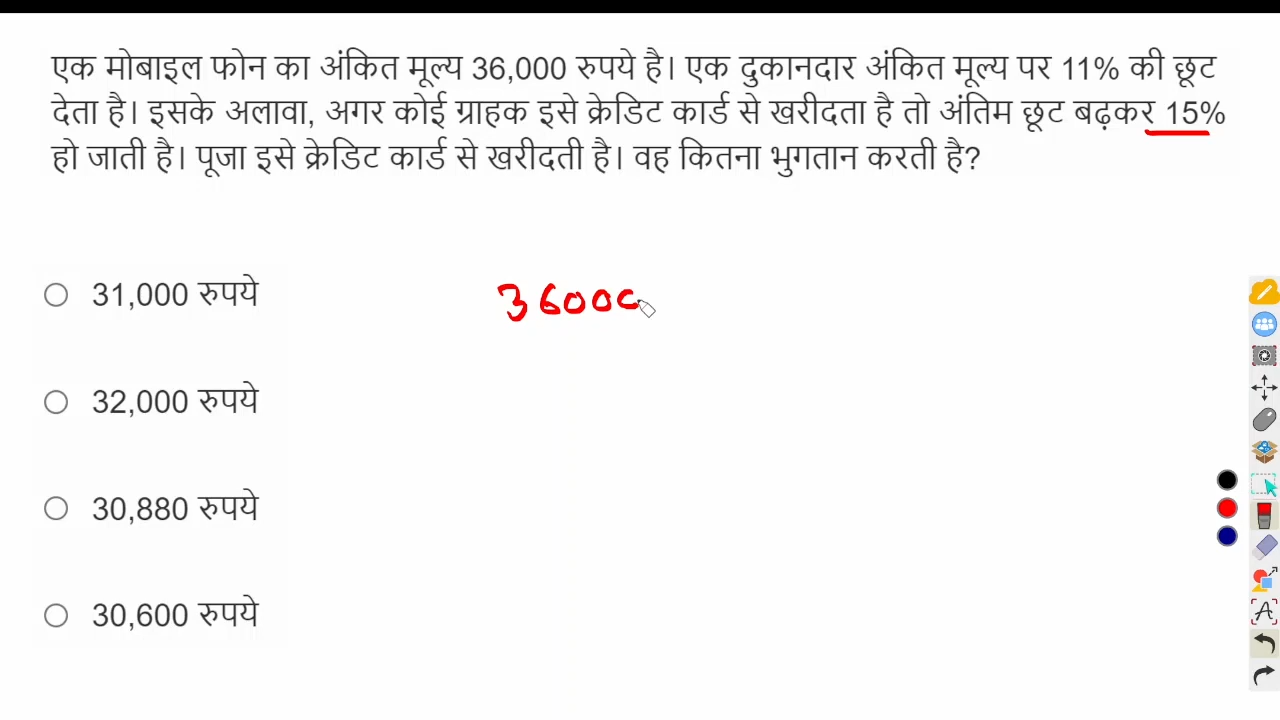 एक मोबाइल फोन का अंकित मूल्य 36,000 रुपये है। एक दुकानदार अंकित मूल्य पर 11% की छूट
देता है। इसके अलावा, अगर कोई ग्राहक इसे क्रेडिट कार्ड से खरीदता है तो अंतिम छूट बढ़कर 15%
हो जाती है। पूजा इसे क्रेडिट कार्ड से खरीदती है। वह कितना भुगतान करती है?
31,000 रुपये
36000
32,000 रुपये
30,880 रुपये
30,600 रुपये